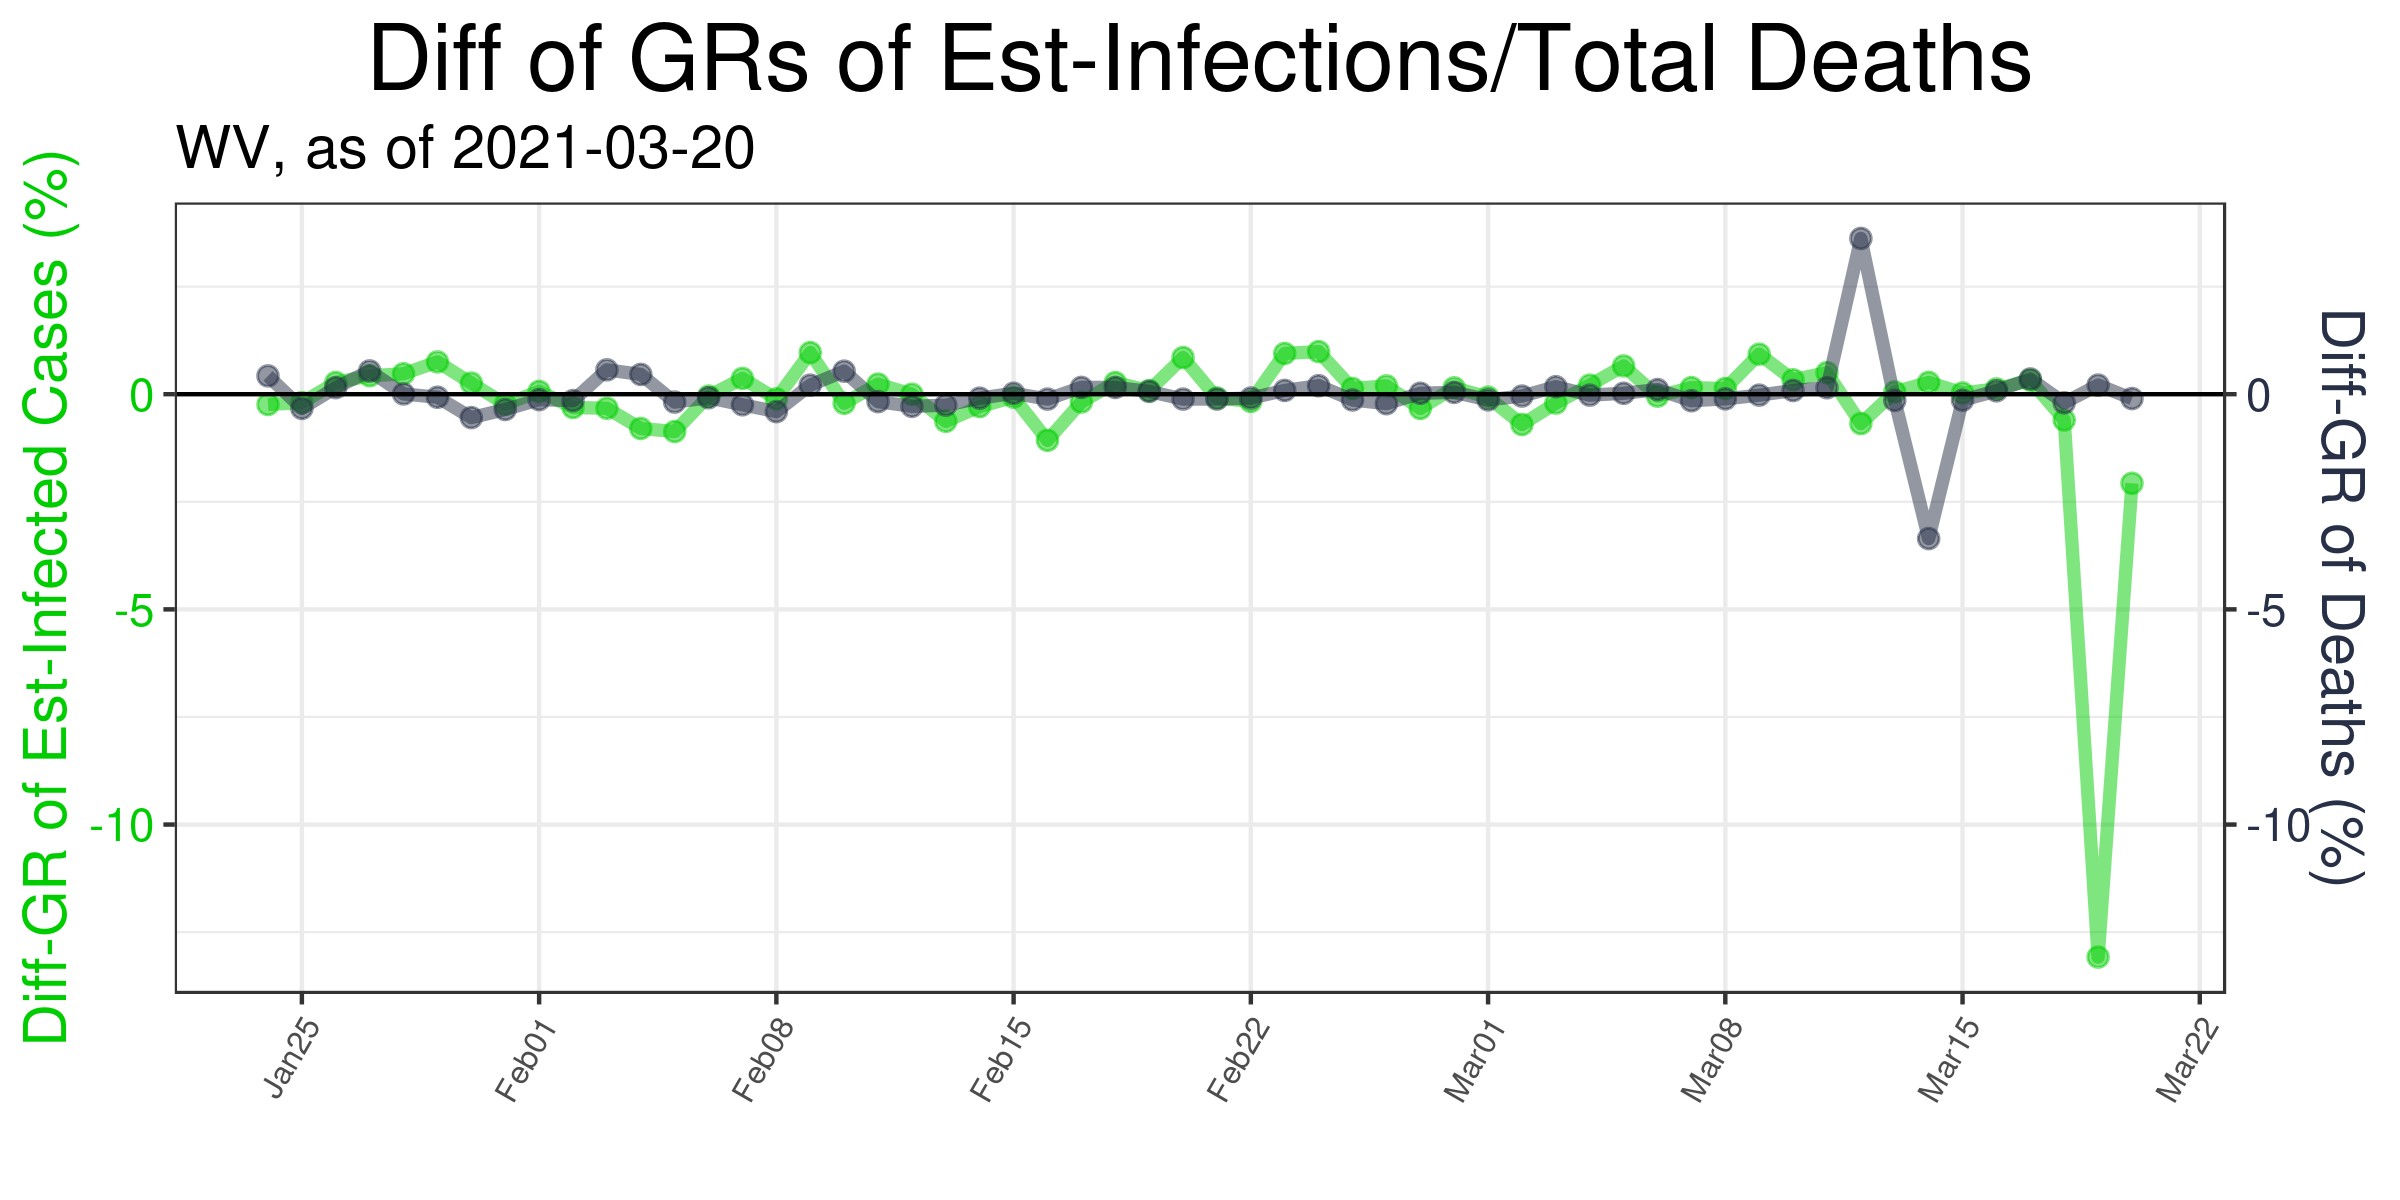 Diff of GRs of Est-Infections/Total Deaths
WV, as of 2021-03-20
Diff-GR of Est-Infected Cases (%)
0
-5
-10
0
-5
-10
Diff-GR of Deaths (%)
Jan25
Feb01
Feb08
Feb15
Feb22
Mar01
Mar08
Mar15
Mar22